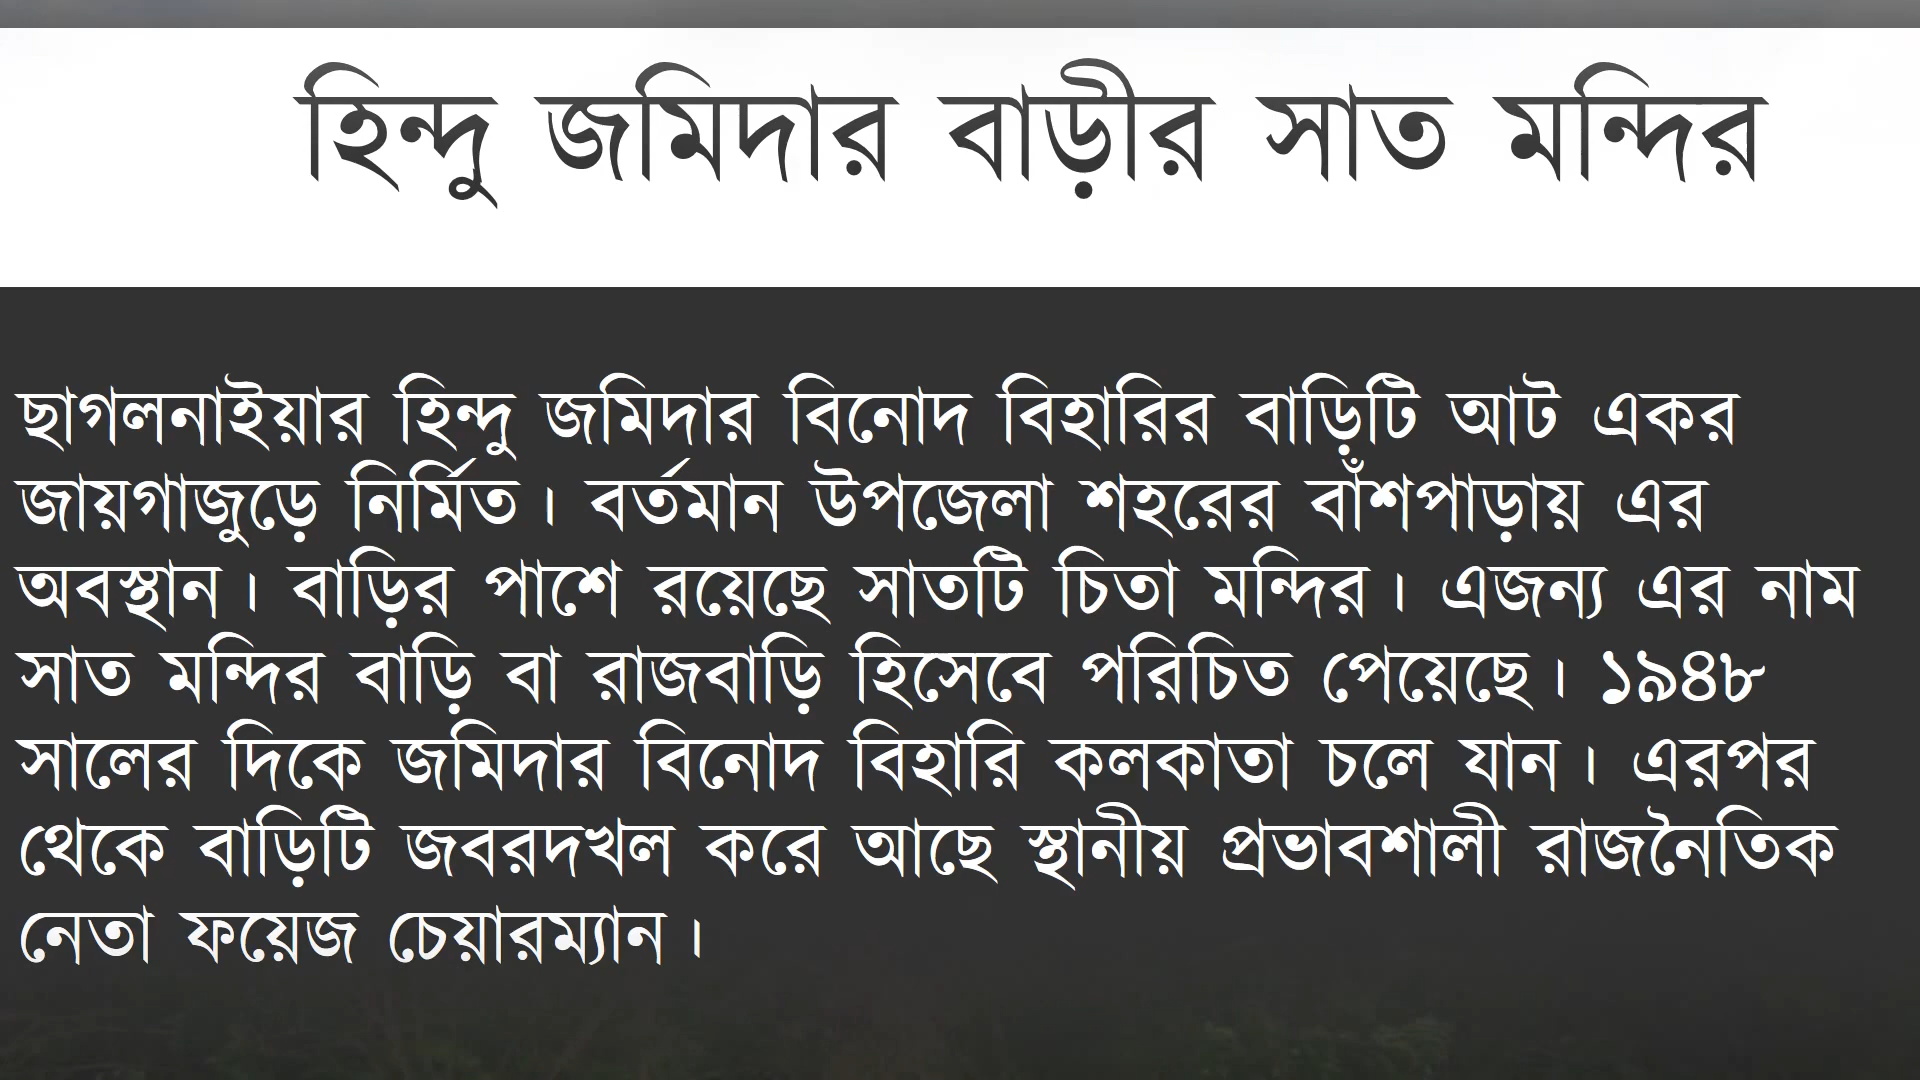 হিন্দু জমিদার বাড়ীর সাত মন্দির
ছাগলনাইয়ার হিন্দু জমিদার বিনোদ বিহারির বাড়িটি আট একর
জায়গাজুড়ে নির্মিত। বর্তমান উপজেলা শহরের বাঁশপাড়ায় এর
অবস্থান। বাড়ির পাশে রয়েছে সাতটি চিতা মন্দির। এজন্য এর নাম
সাত মন্দির বাড়ি বা রাজবাড়ি হিসেবে পরিচিত পেয়েছে। ১৯৪৮
সালের দিকে জমিদার বিনোদ বিহারি কলকাতা চলে যান। এরপর
থেকে বাড়িটি জবরদখল করে আছে স্থানীয় প্রভাবশালী রাজনৈতিক
নেতা ফয়েজ চেয়ারম্যান।